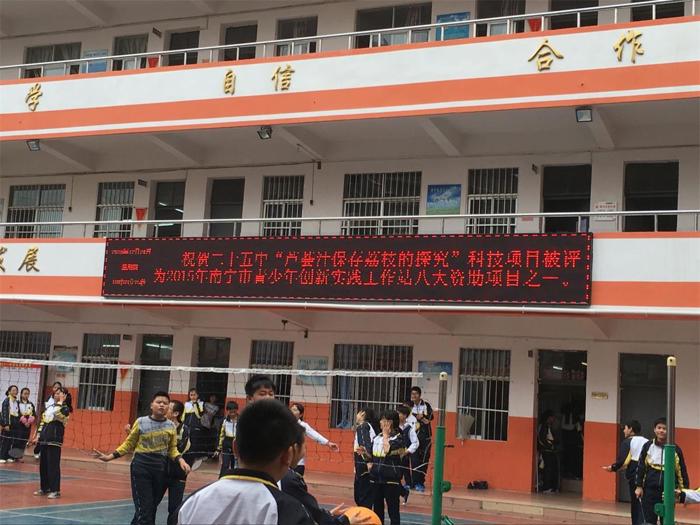 学 自信 合作
发展
祝贺二十五中“芦荟汁保存荔枝的探究”科技项目被评
为2015年南宁市青少年创新实践工作站八大资助项目之一。